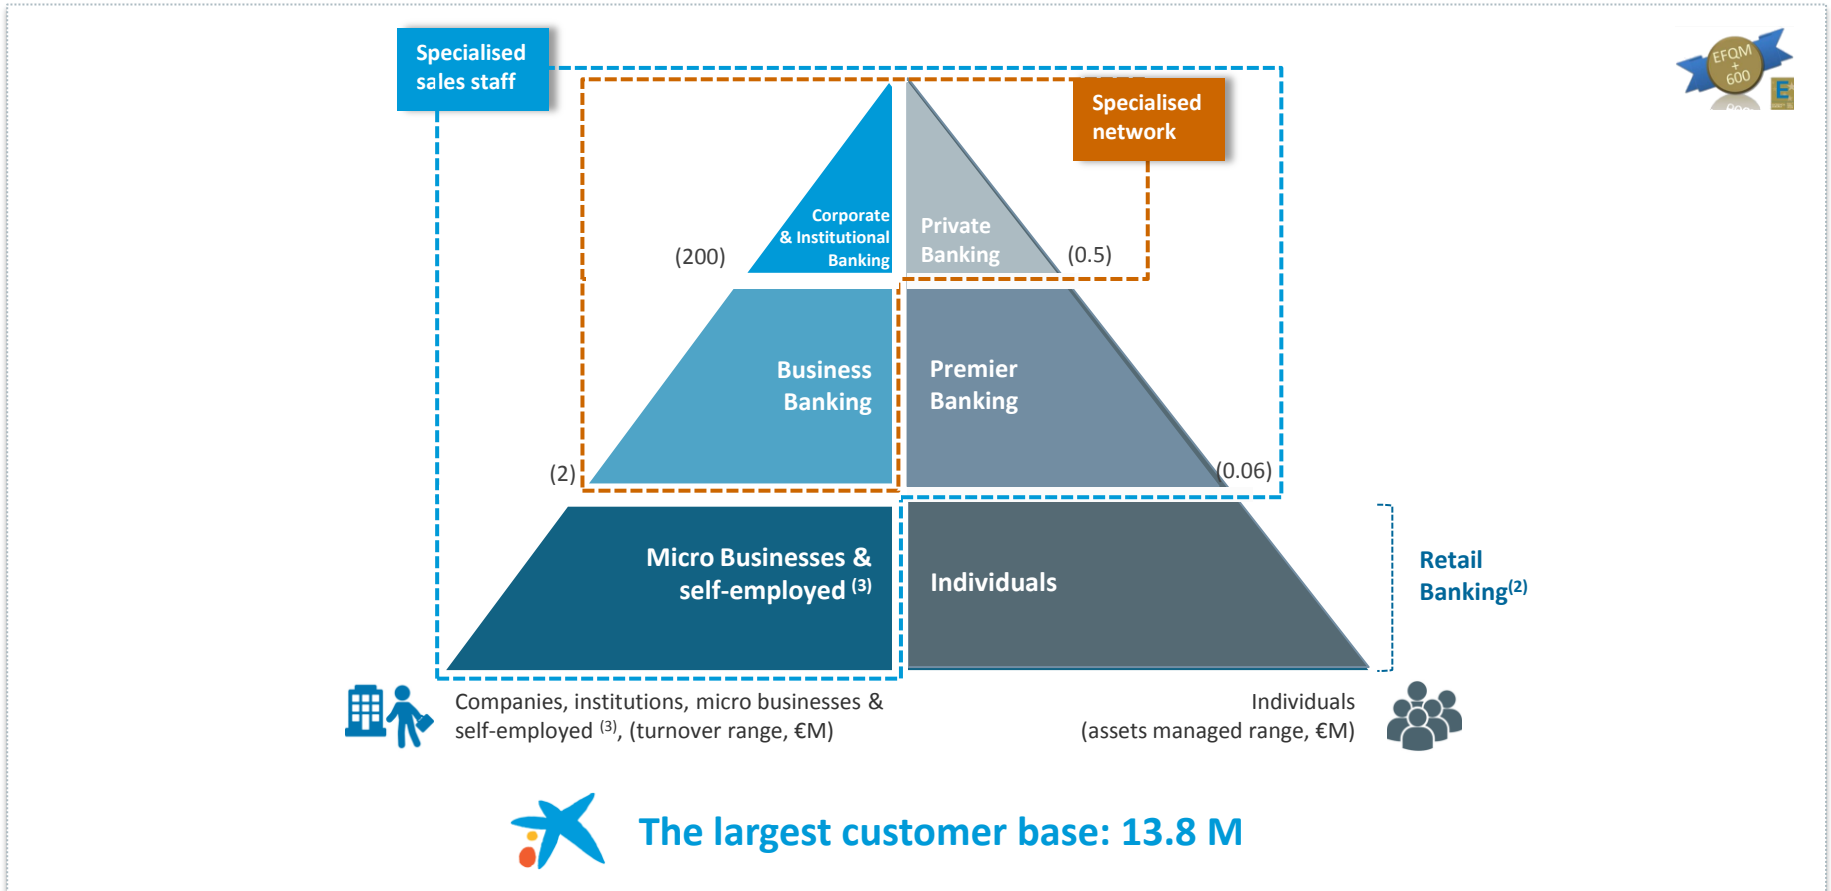 Specialised
sales staff
EFQM
+
600
E
Specialised
network
Corporate
& Institutional
Banking
Private
Banking
(200)
(0.5)
Business
Banking
Premier
Banking
(2)
(0.06)
Micro Businesses &
self-employed (3)
Individuals
Retail
Banking(2)
Companies, institutions, micro businesses &
self-employed (3), (turnover range, €M)
Individuals
(assets managed range, €M)
The largest customer base: 13.8 M